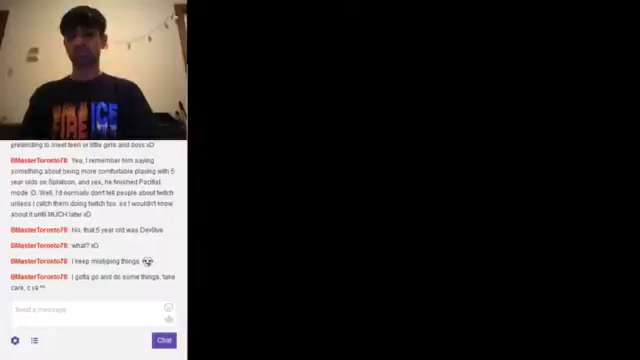 FIRE ICE
pretending to meet teen or little girls and boys xD
BMasterToronto78: Yea, I remember him saying
something about being more comfortable playing with 5
year olds on Splatoon, and yes, he finished Pacifist
mode :D. Well, I'd normally don't tell people about twitch
unless I catch them doing twitch too, so I wouldn't know
about it until MUCH later xD
BMasterToronto78: No, that 5 year old was DevBlue
BMasterToronto78: what? xD
BMasterToronto78: I keep mistyping things
BMasterToronto78: I gotta go and do some things, take
care, c ya ^^
Send a message
Chat